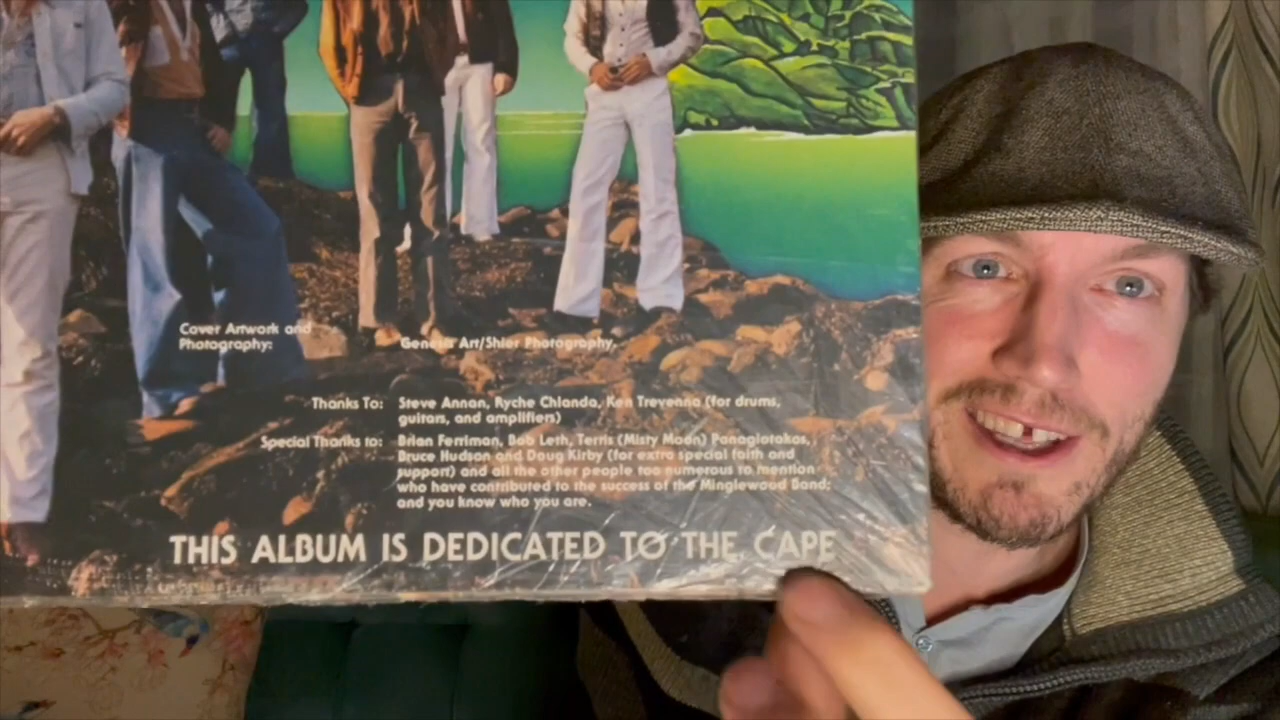 Cover Artwork and
Photography:
Genesis Art/Shier Photography.
Thanks To: Steve Annan, Ryche Chlanda, Ken Trevenna (for drums,
guitars, and amplifiers)
Special Thanks to: Brian Ferriman, Bob Leth, Terris (Misty Moon) Panagiotakos,
Bruce Hudson and Doug Kirby (for extra special faith and
support) and all the other people too numerous to mention
who have contributed to the success of the Minglewood Band;
and you know who you are.
THIS ALBUM IS DEDICATED TO THE CAPE